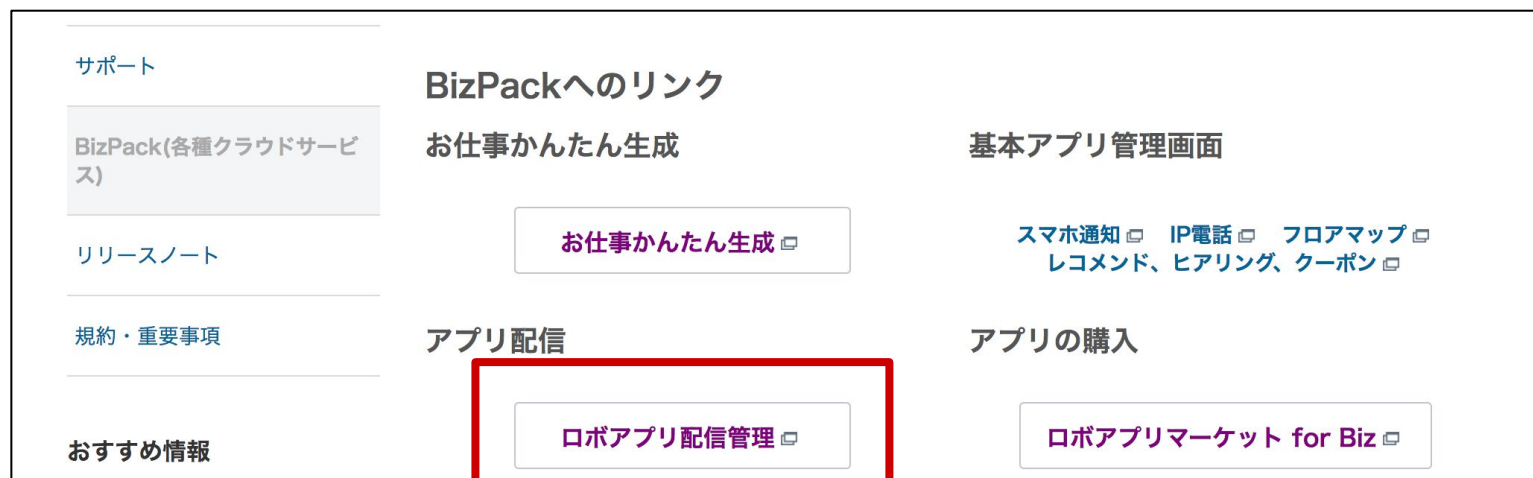 サポート
BizPack(各種クラウドサービ
ス)
リリースノート
規約・重要事項
おすすめ情報
BizPackへのリンク
お仕事かんたん生成
お仕事かんたん生成
基本アプリ管理画面
スマホ通知 IP電話 フロアマップ
レコメンド、ヒアリング、クーポン
アプリ配信
ロボアプリ配信管理
アプリの購入
ロボアプリマーケット for Biz